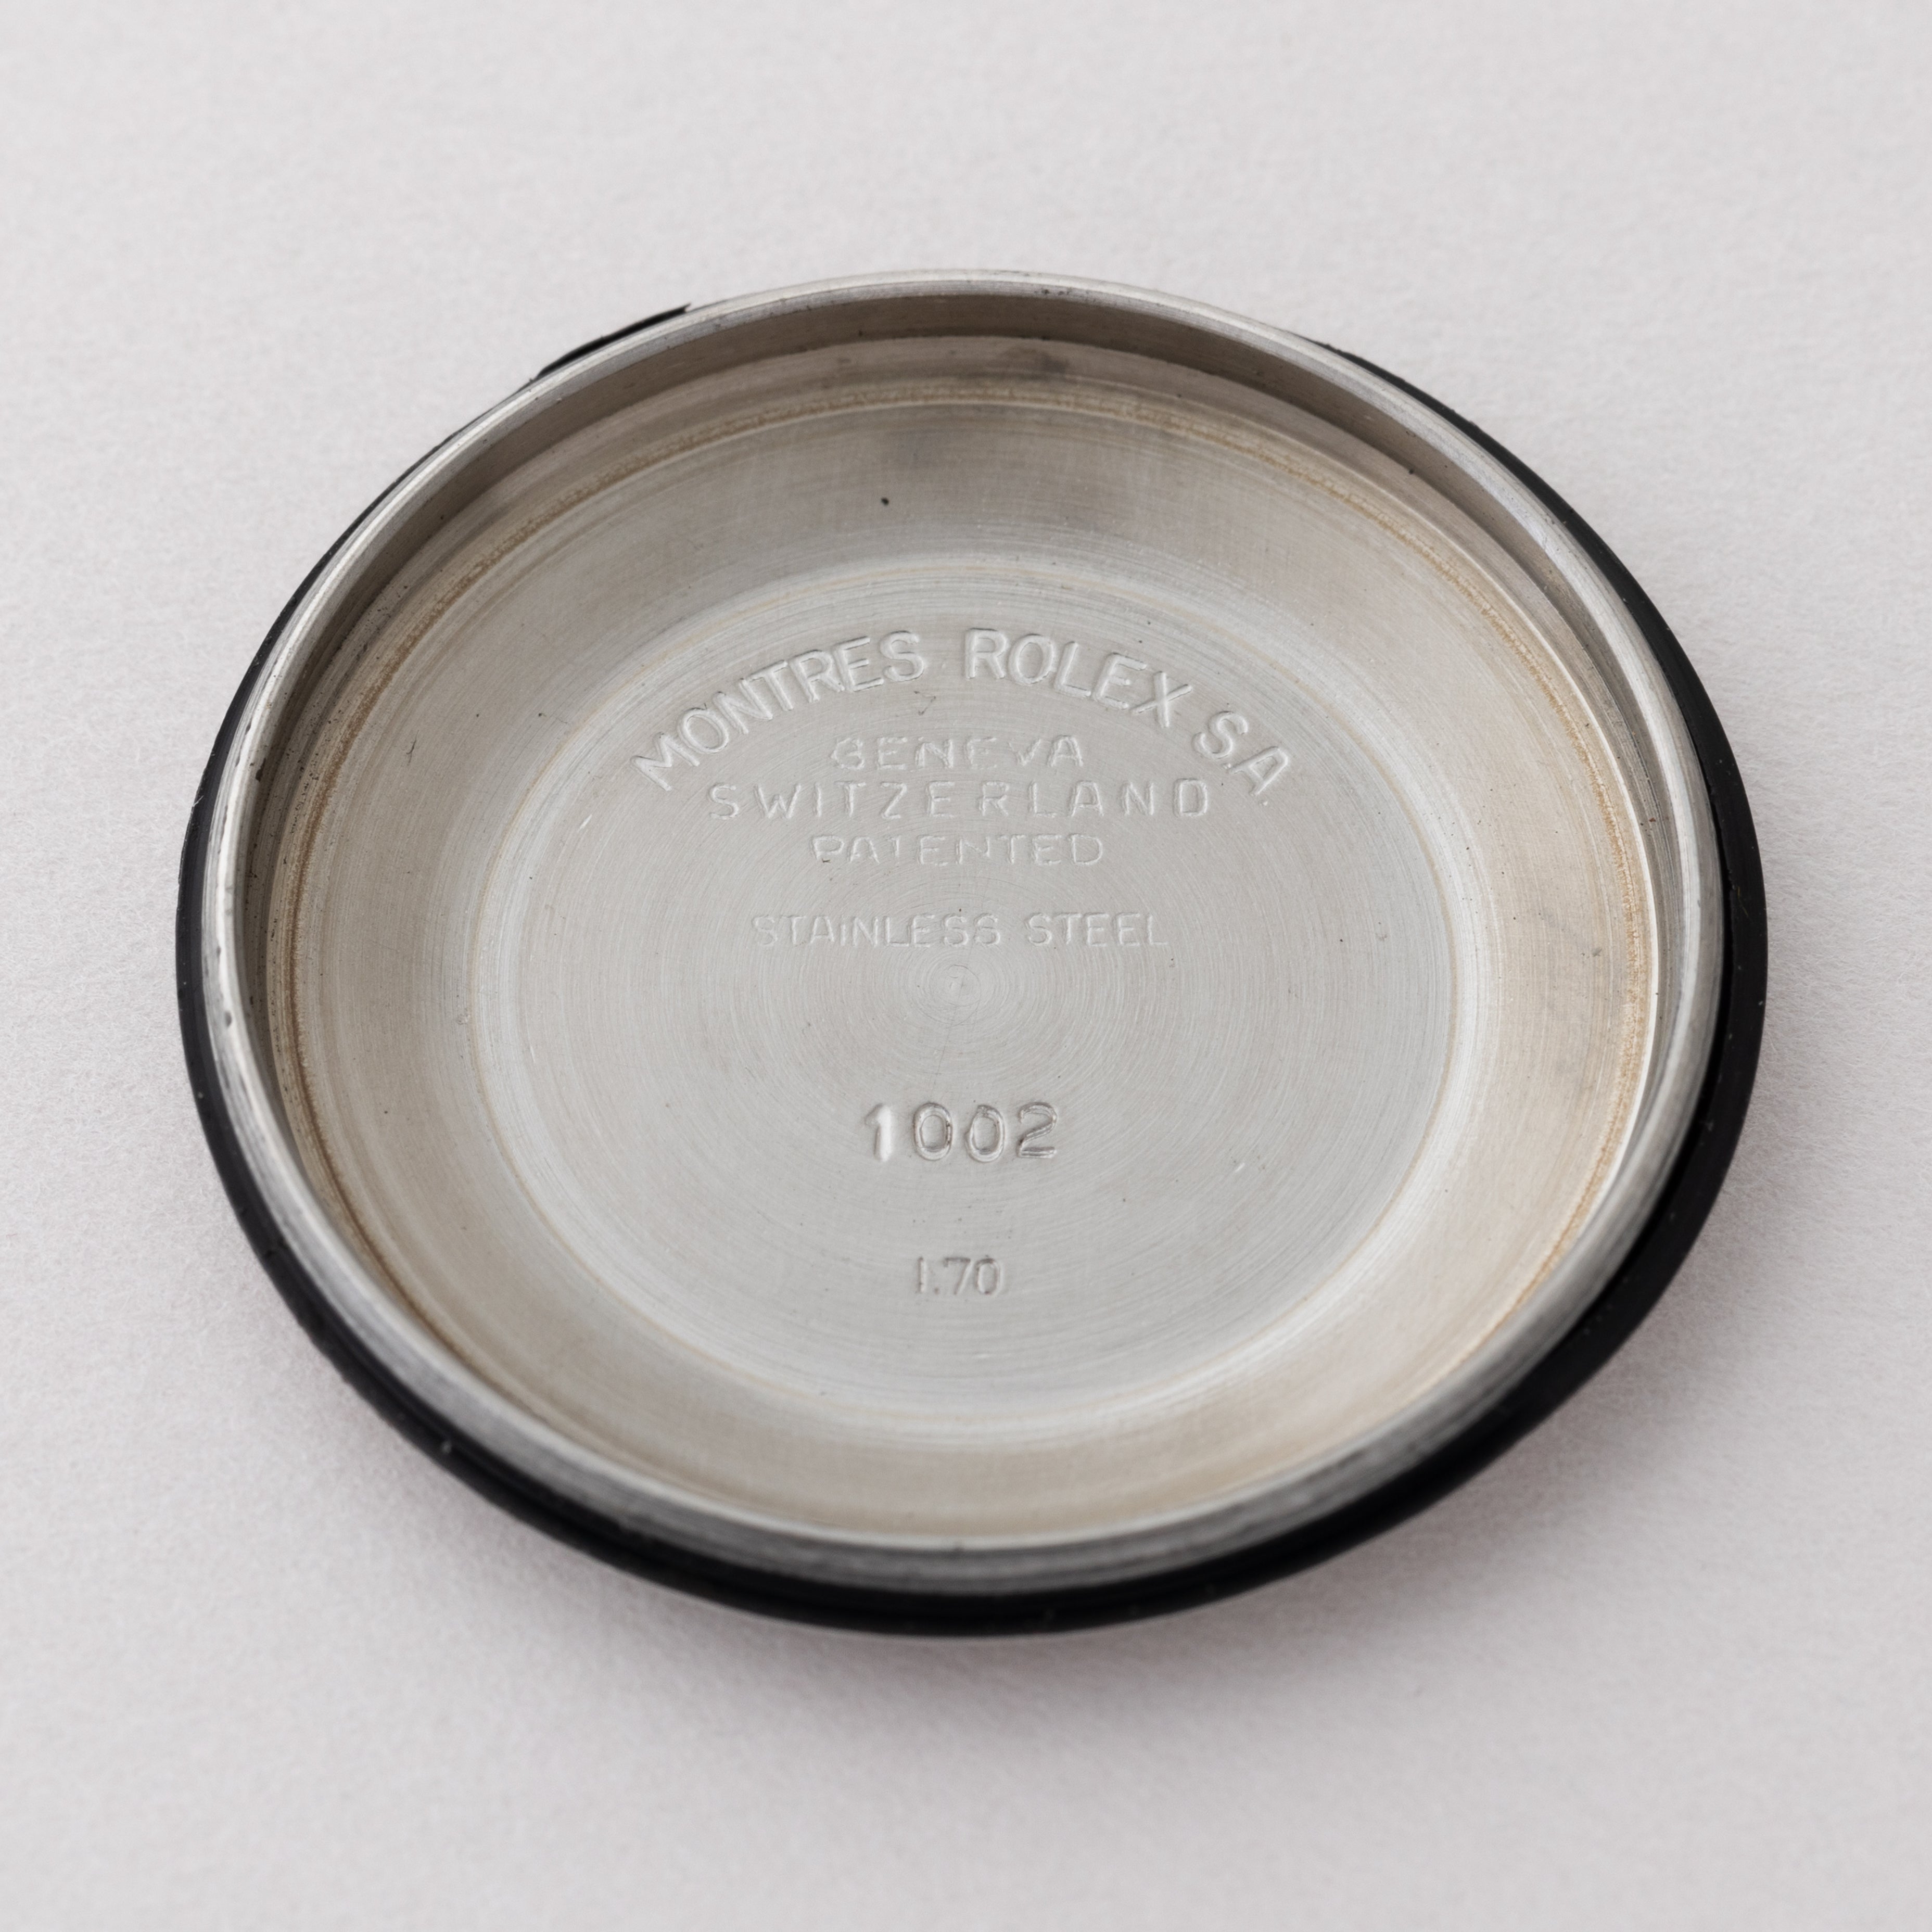 MONTRES ROLEX S.A.
GENEVA
SWITZERLAND
PATENTED
STAINLESS STEEL
1002
I.70